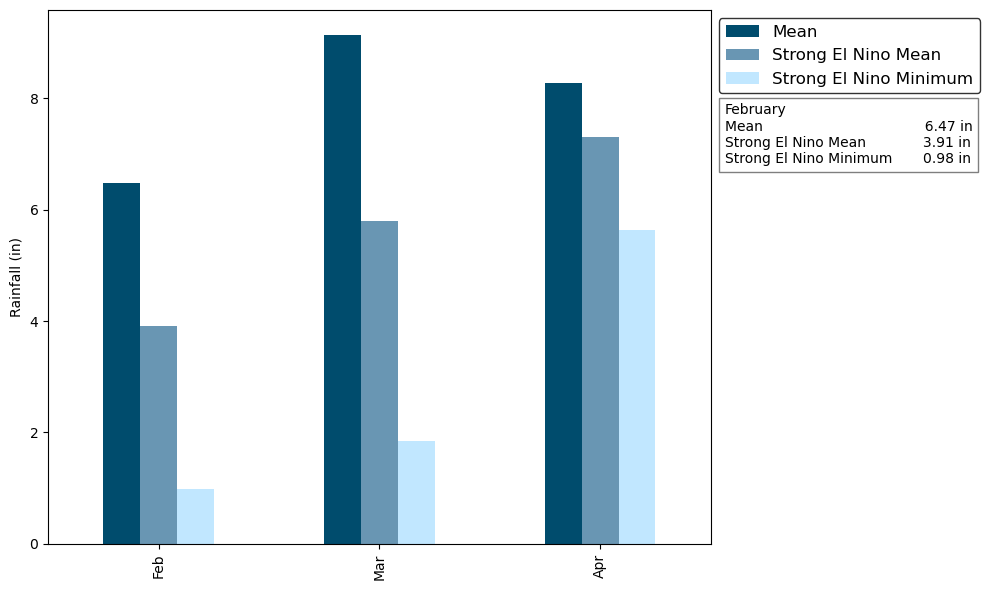 Mean
Strong El Nino Mean
Strong El Nino Minimum
February
Mean 6.47 in
Strong El Nino Mean 3.91 in
Strong El Nino Minimum 0.98 in
Rainfall (in)
8
6
4
2
0
Feb
Mar
Apr